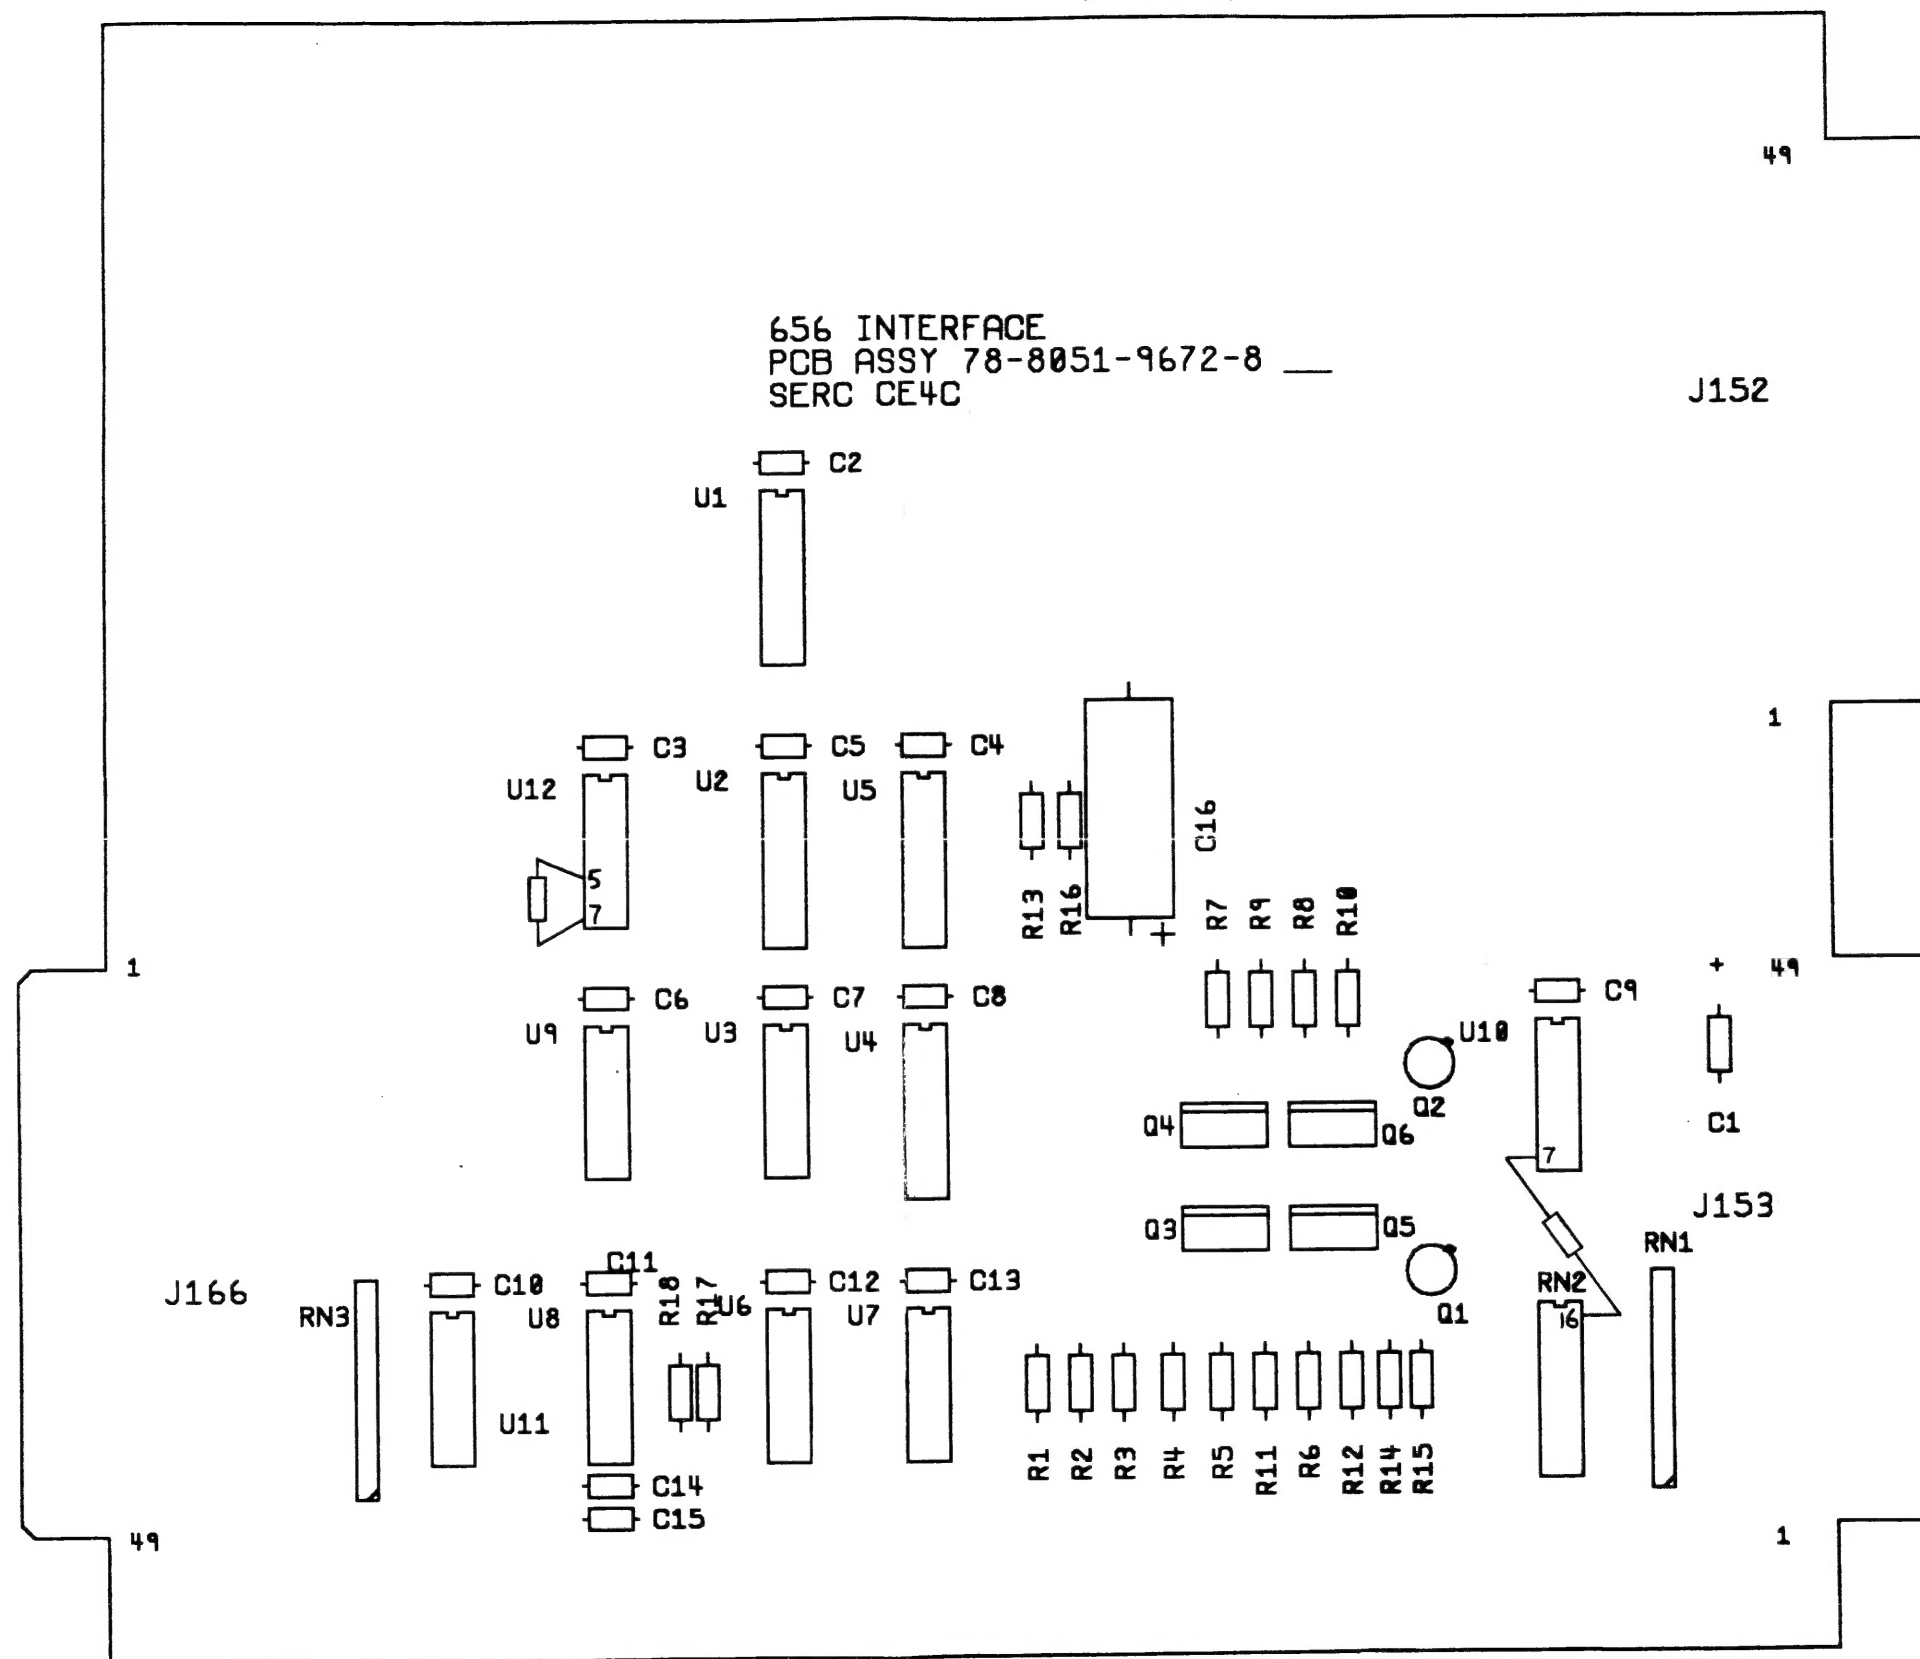 49
656 INTERFACE
PCB ASSY 78-8051-9672-8 __
SERC CE4C
J152
C2
U1
1
C3
C5
C4
U12
U2
U5
C16
5
7
R13
R16
R7
R9
R8
R10
+
1
+
49
C6
C7
C8
C9
U9
U3
U4
U10
Q2
Q4
Q6
C1
7
J153
Q3
Q5
RN1
C11
J166
C10
R18
R17
C12
C13
RN2
RN3
U8
U6
U7
Q1
16
U11
R1
R2
R3
R4
R5
R11
R6
R12
R14
R15
C14
C15
49
1